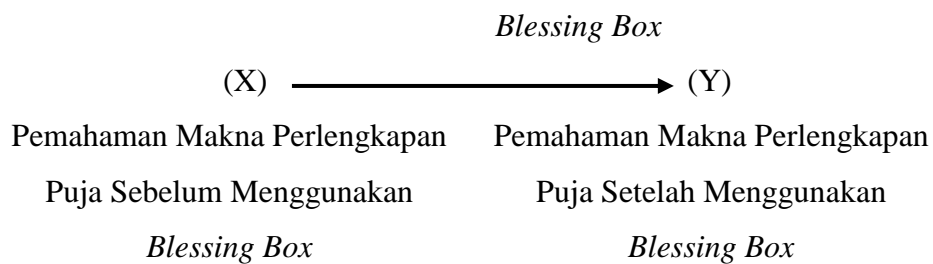 Blessing Box
(X) (Y)
Pemahaman Makna Perlengkapan Pemahaman Makna Perlengkapan
Puja Sebelum Menggunakan Puja Setelah Menggunakan
Blessing Box Blessing Box